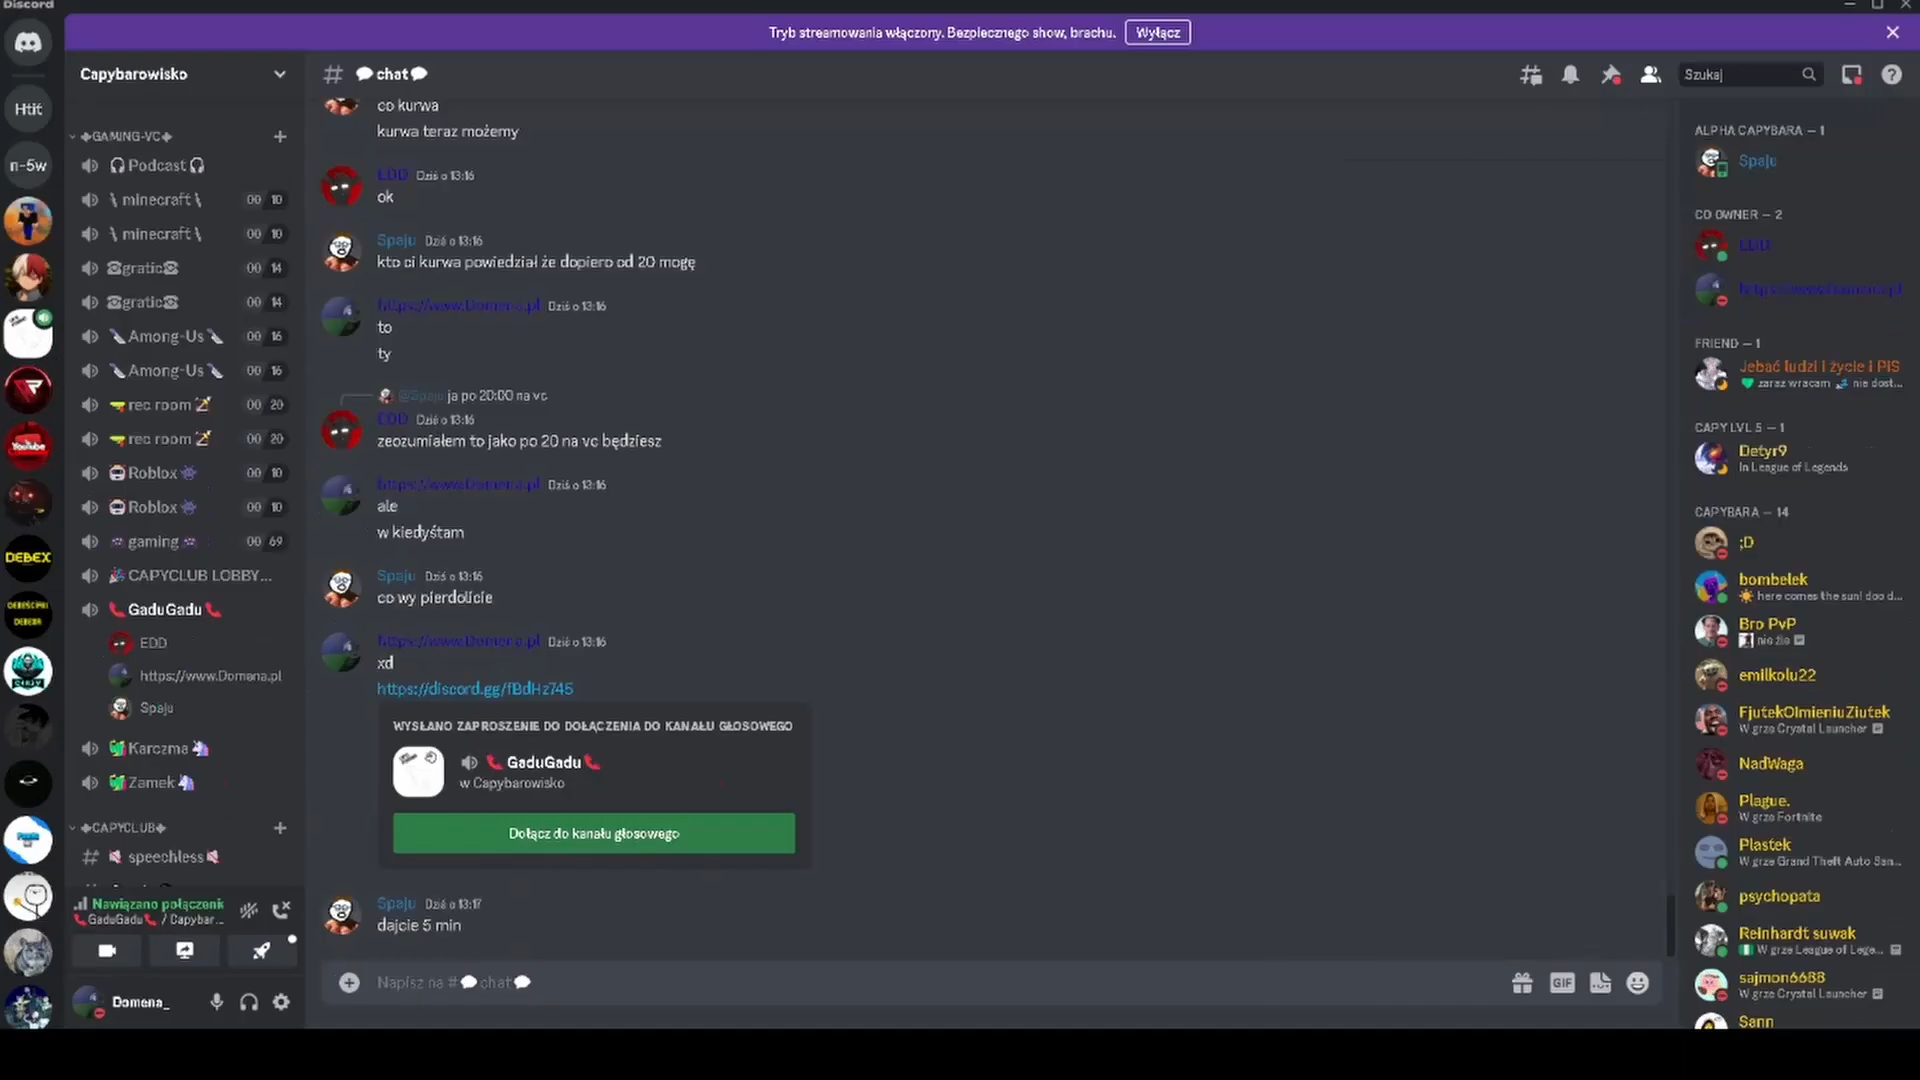 Discord
Tryb streamowania włączony. Bezpiecznego show, brachu.
Wyłącz
Htit
n-5w
YouTube
DEBEX
Capybarowisko
GAMING-VC
Podcast
minecraft 00 10
minecraft 00 10
gratic 00 14
gratic 00 14
Among-Us 00 16
Among-Us 00 16
rec room 00 20
rec room 00 20
Roblox 00 10
Roblox 00 10
gaming 00 69
CAPYCLUB LOBBY...
GaduGadu
EDD
https://www.Domena.pl
Spaju
Karczma
Zamek
CAPYCLUB
# speechless
Nawiązano połączenie
GaduGadu / Capybar...
Domena_
# chat
co kurwa
kurwa teraz możemy
EDD Dziś o 13:16
ok
Spaju Dziś o 13:16
kto ci kurwa powiedział że dopiero od 20 mogę
https://www.Domena.pl Dziś o 13:16
to
ty
@Spaju ja po 20:00 na vc
EDD Dziś o 13:16
zeozumiałem to jako po 20 na vc będziesz
https://www.Domena.pl Dziś o 13:16
ale
w kiedyśtam
Spaju Dziś o 13:16
co wy pierdolicie
https://www.Domena.pl Dziś o 13:16
xd
https://discord.gg/fBdHz745
WYSŁANO ZAPROSZENIE DO DOŁĄCZENIA DO KANAŁU GŁOSOWEGO
GaduGadu
w Capybarowisko
Dołącz do kanału głosowego
Spaju Dziś o 13:17
dajcie 5 min
Napisz na # chat
GIF
Szukaj
ALPHA CAPYBARA — 1
Spaju
CO OWNER — 2
EDD
https://www.Domena.pl
FRIEND — 1
Jebać ludzi i życie i PIS
zaraz wracam nie dost...
CAPY LVL 5 — 1
Detyr9
In League of Legends
CAPYBARA — 14
;D
bombelek
here comes the sun! doo d...
Bro PvP
nie źle
emilkolu22
FjutekOImieniuZiutek
W grze Crystal Launcher
NadWaga
Plague.
W grze Fortnite
Plastek
W grze Grand Theft Auto San...
psychopata
Reinhardt suwak
W grze League of Lege...
sajmon6688
W grze Crystal Launcher
Sann